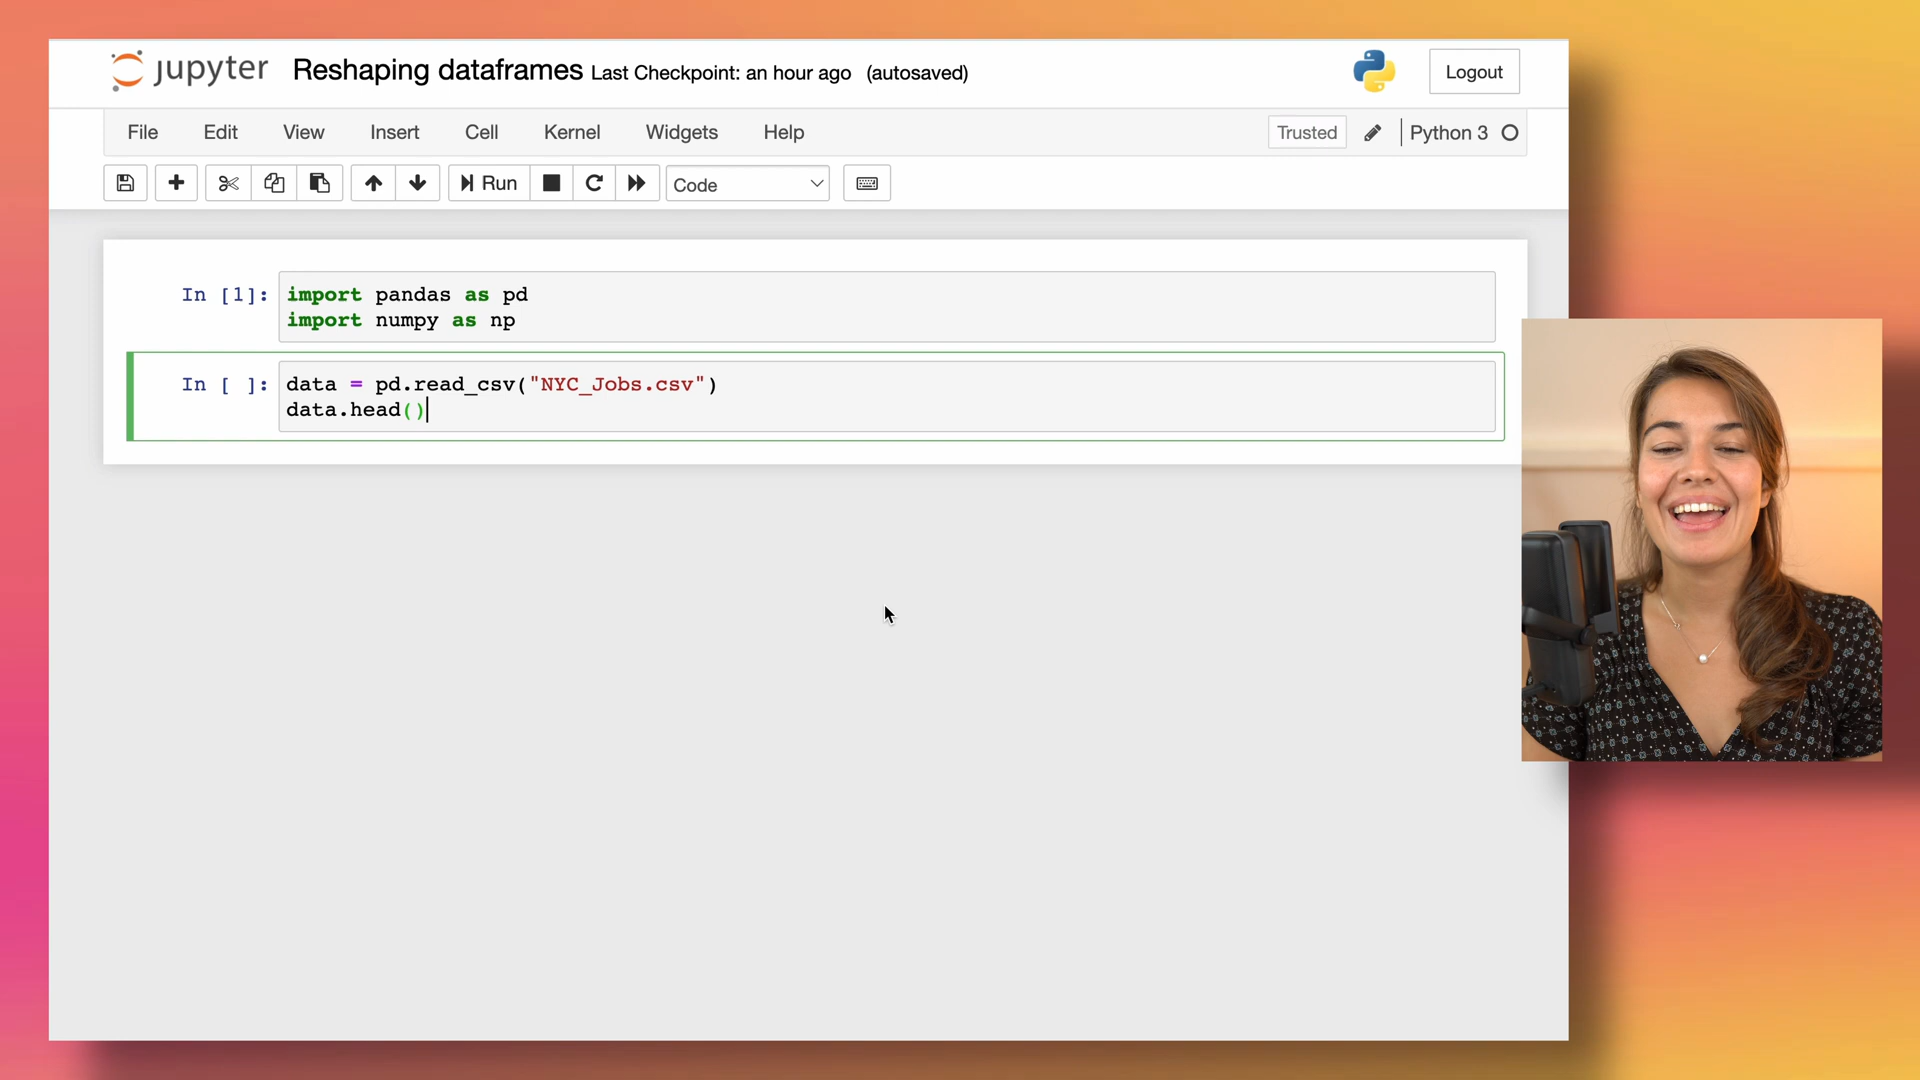 jupyter Reshaping dataframes Last Checkpoint: an hour ago (autosaved) Logout
File Edit View Insert Cell Kernel Widgets Help Trusted Python 3
Run Code
In [1]: import pandas as pd
import numpy as np
In [ ]: data = pd.read_csv("NYC_Jobs.csv")
data.head()